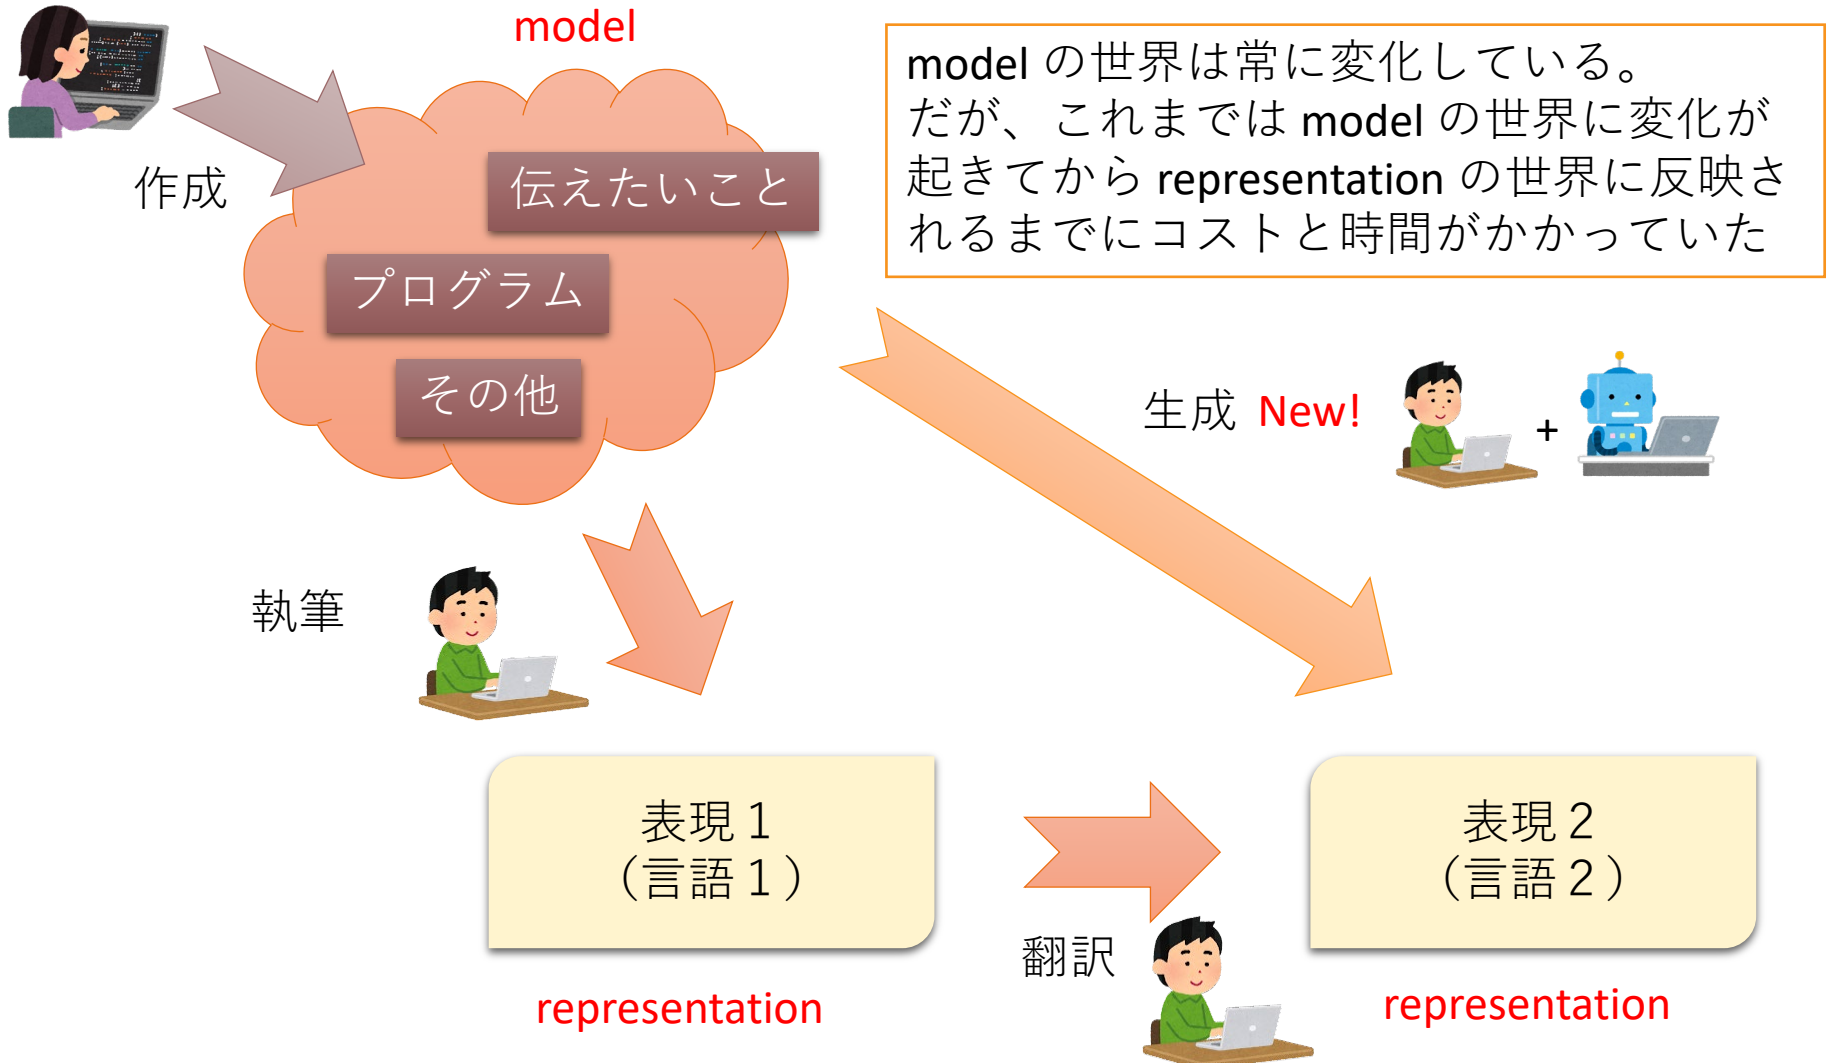 model
model の世界は常に変化している。
だが、これまでは model の世界に変化が
起きてから representation の世界に反映さ
れるまでにコストと時間がかかっていた
作成
伝えたいこと
プログラム
その他
生成 New!
+
執筆
表現１
（言語１）
表現２
（言語２）
翻訳
representation
representation